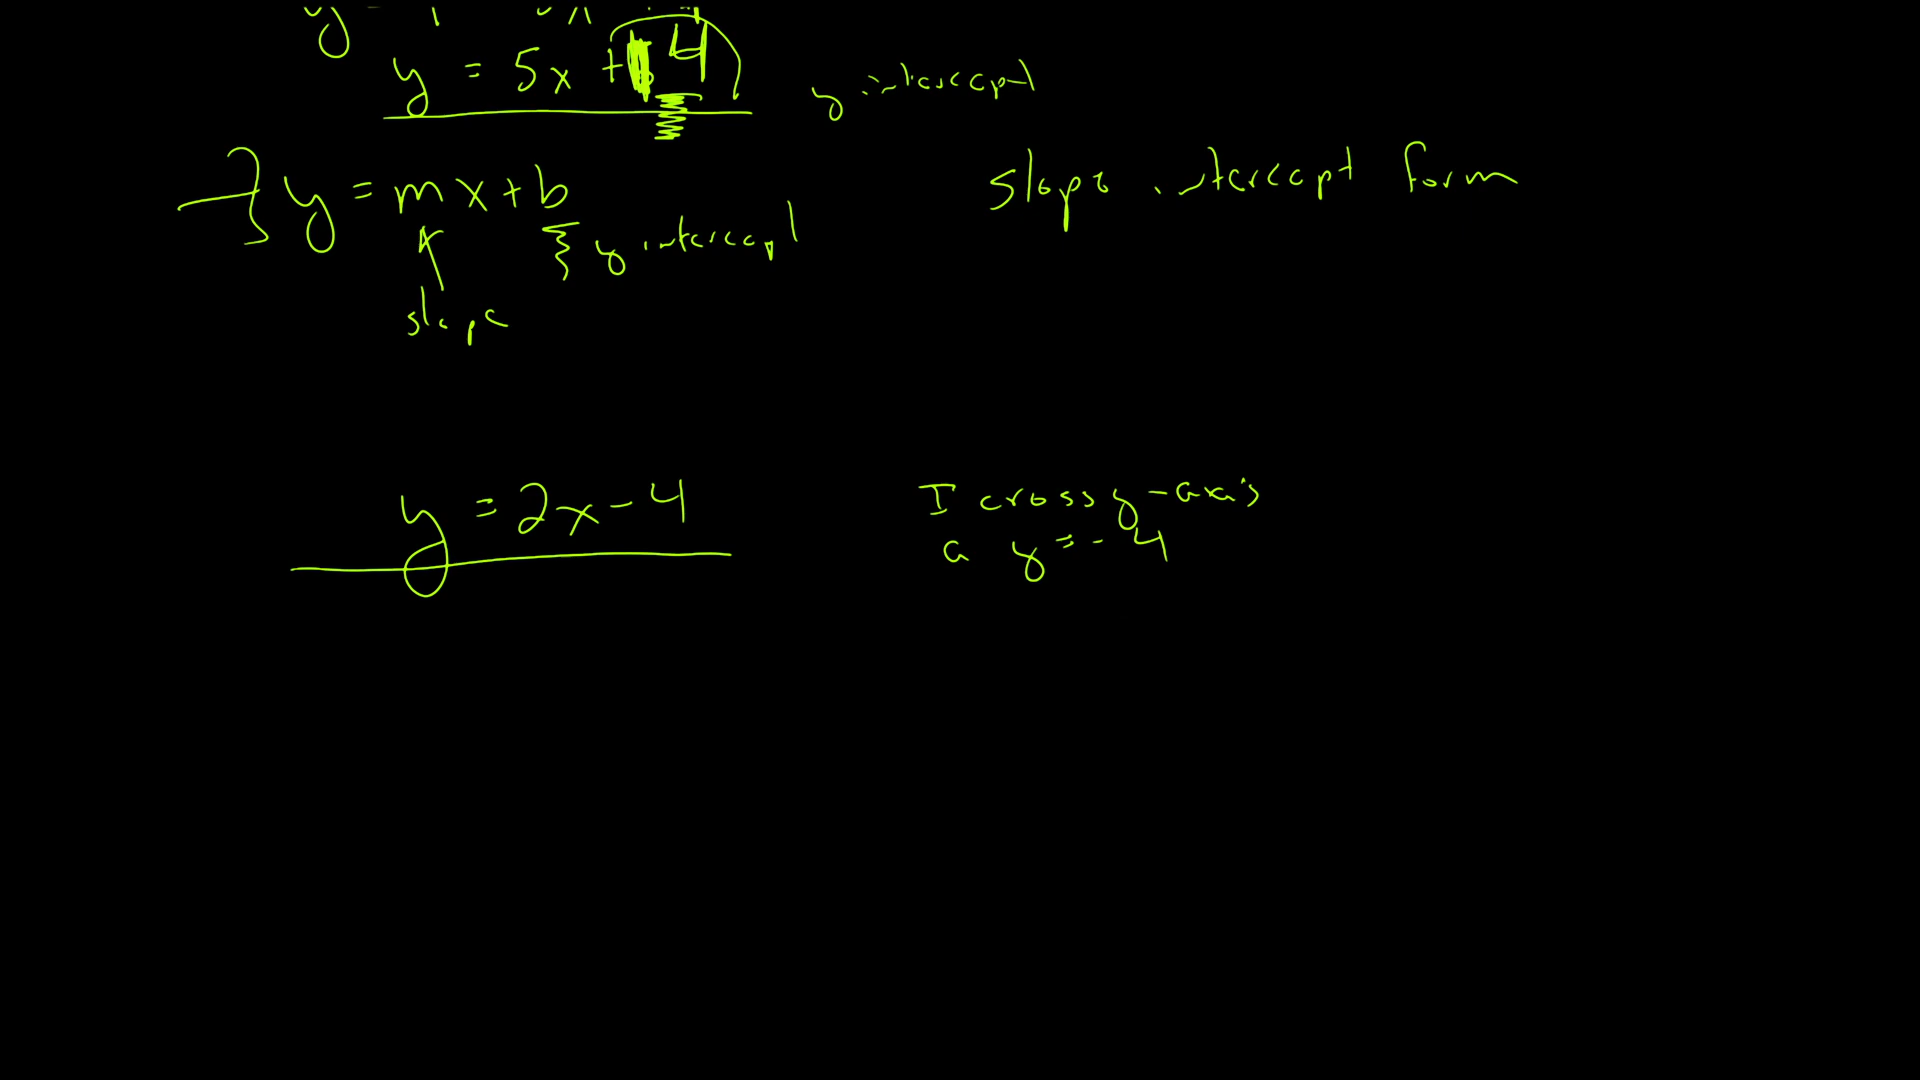 y = 5x + 4
y intercept
y = mx + b
slope intercept form
y intercept
slope
y = 2x - 4
I cross y-axis
a y = - 4